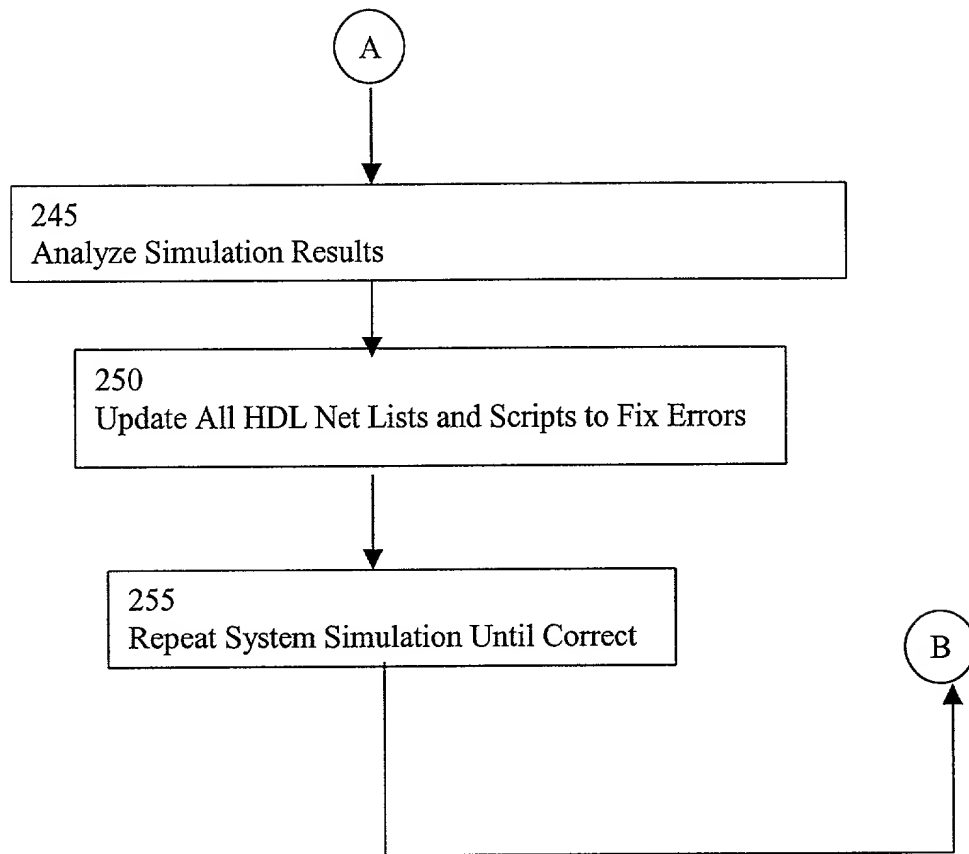 A
245
Analyze Simulation Results
250
Update All HDL Net Lists and Scripts to Fix Errors
255
Repeat System Simulation Until Correct
B